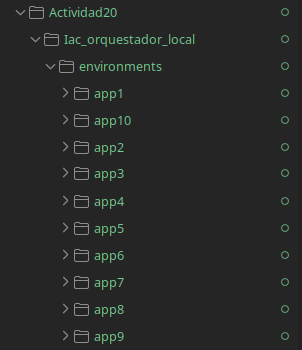 Actividad20
Iac_orquestador_local
environments
app1
app10
app2
app3
app4
app5
app6
app7
app8
app9